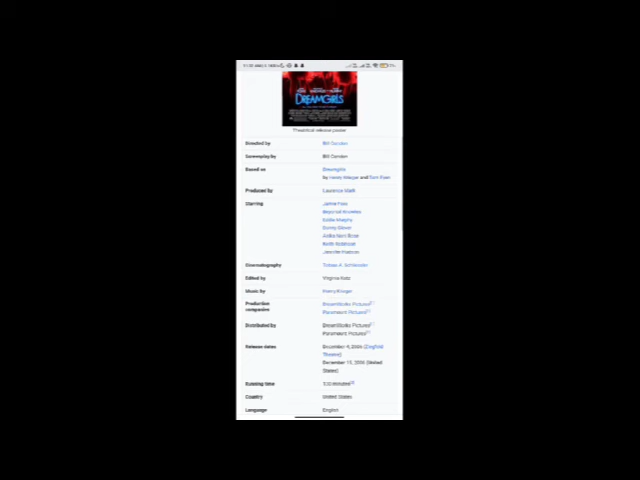 DREAMGIRLS
Theatrical release poster
Directed by Bill Condon
Screenplay by Bill Condon
Based on Dreamgirls
by Henry Krieger and Tom Eyen
Produced by Laurence Mark
Starring Jamie Foxx
Beyoncé Knowles
Eddie Murphy
Danny Glover
Anika Noni Rose
Keith Robinson
Jennifer Hudson
Cinematography Tobias A. Schliessler
Edited by Virginia Katz
Music by Henry Krieger
Production companies DreamWorks Pictures
Paramount Pictures
Distributed by DreamWorks Pictures
Paramount Pictures
Release dates December 4, 2006 (Ziegfeld
Theatre)
December 15, 2006 (United
States)
Running time minutes
Country United States
Language English